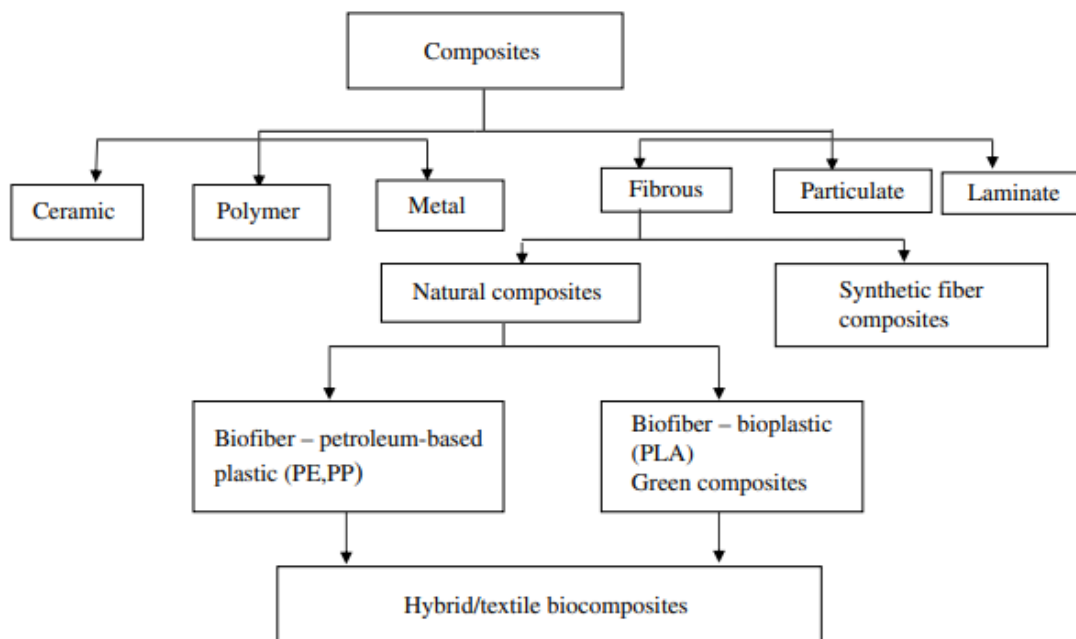 Composites
Ceramic
Polymer
Metal
Fibrous
Particulate
Laminate
Natural composites
Synthetic fiber
composites
Biofiber – petroleum-based
plastic (PE,PP)
Biofiber – bioplastic
(PLA)
Green composites
Hybrid/textile biocomposites